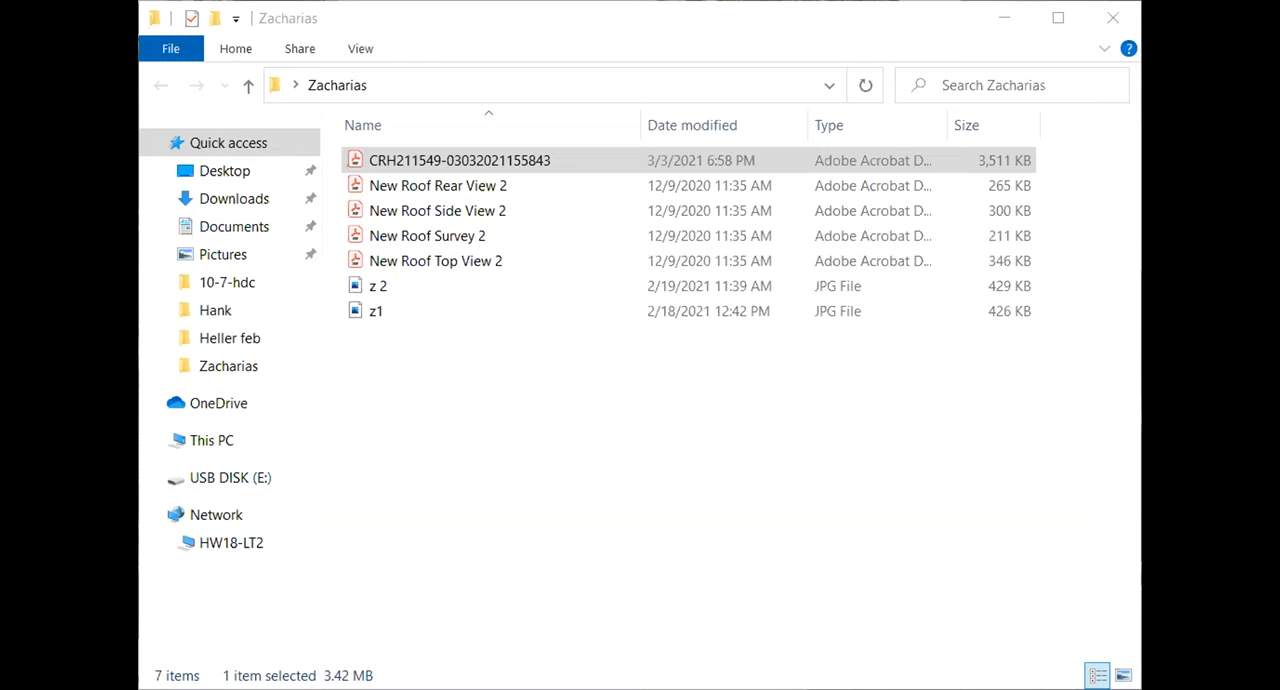 Zacharias
File Home Share View
Zacharias Search Zacharias
Name Date modified Type Size
Quick access
Desktop
Downloads
Documents
Pictures
10-7-hdc
Hank
Heller feb
Zacharias
OneDrive
This PC
USB DISK (E:)
Network
HW18-LT2
CRH211549-03032021155843 3/3/2021 6:58 PM Adobe Acrobat D... 3,511 KB
New Roof Rear View 2 12/9/2020 11:35 AM Adobe Acrobat D... 265 KB
New Roof Side View 2 12/9/2020 11:35 AM Adobe Acrobat D... 300 KB
New Roof Survey 2 12/9/2020 11:35 AM Adobe Acrobat D... 211 KB
New Roof Top View 2 12/9/2020 11:35 AM Adobe Acrobat D... 346 KB
z 2 2/19/2021 11:39 AM JPG File 429 KB
z1 2/18/2021 12:42 PM JPG File 426 KB
7 items 1 item selected 3.42 MB